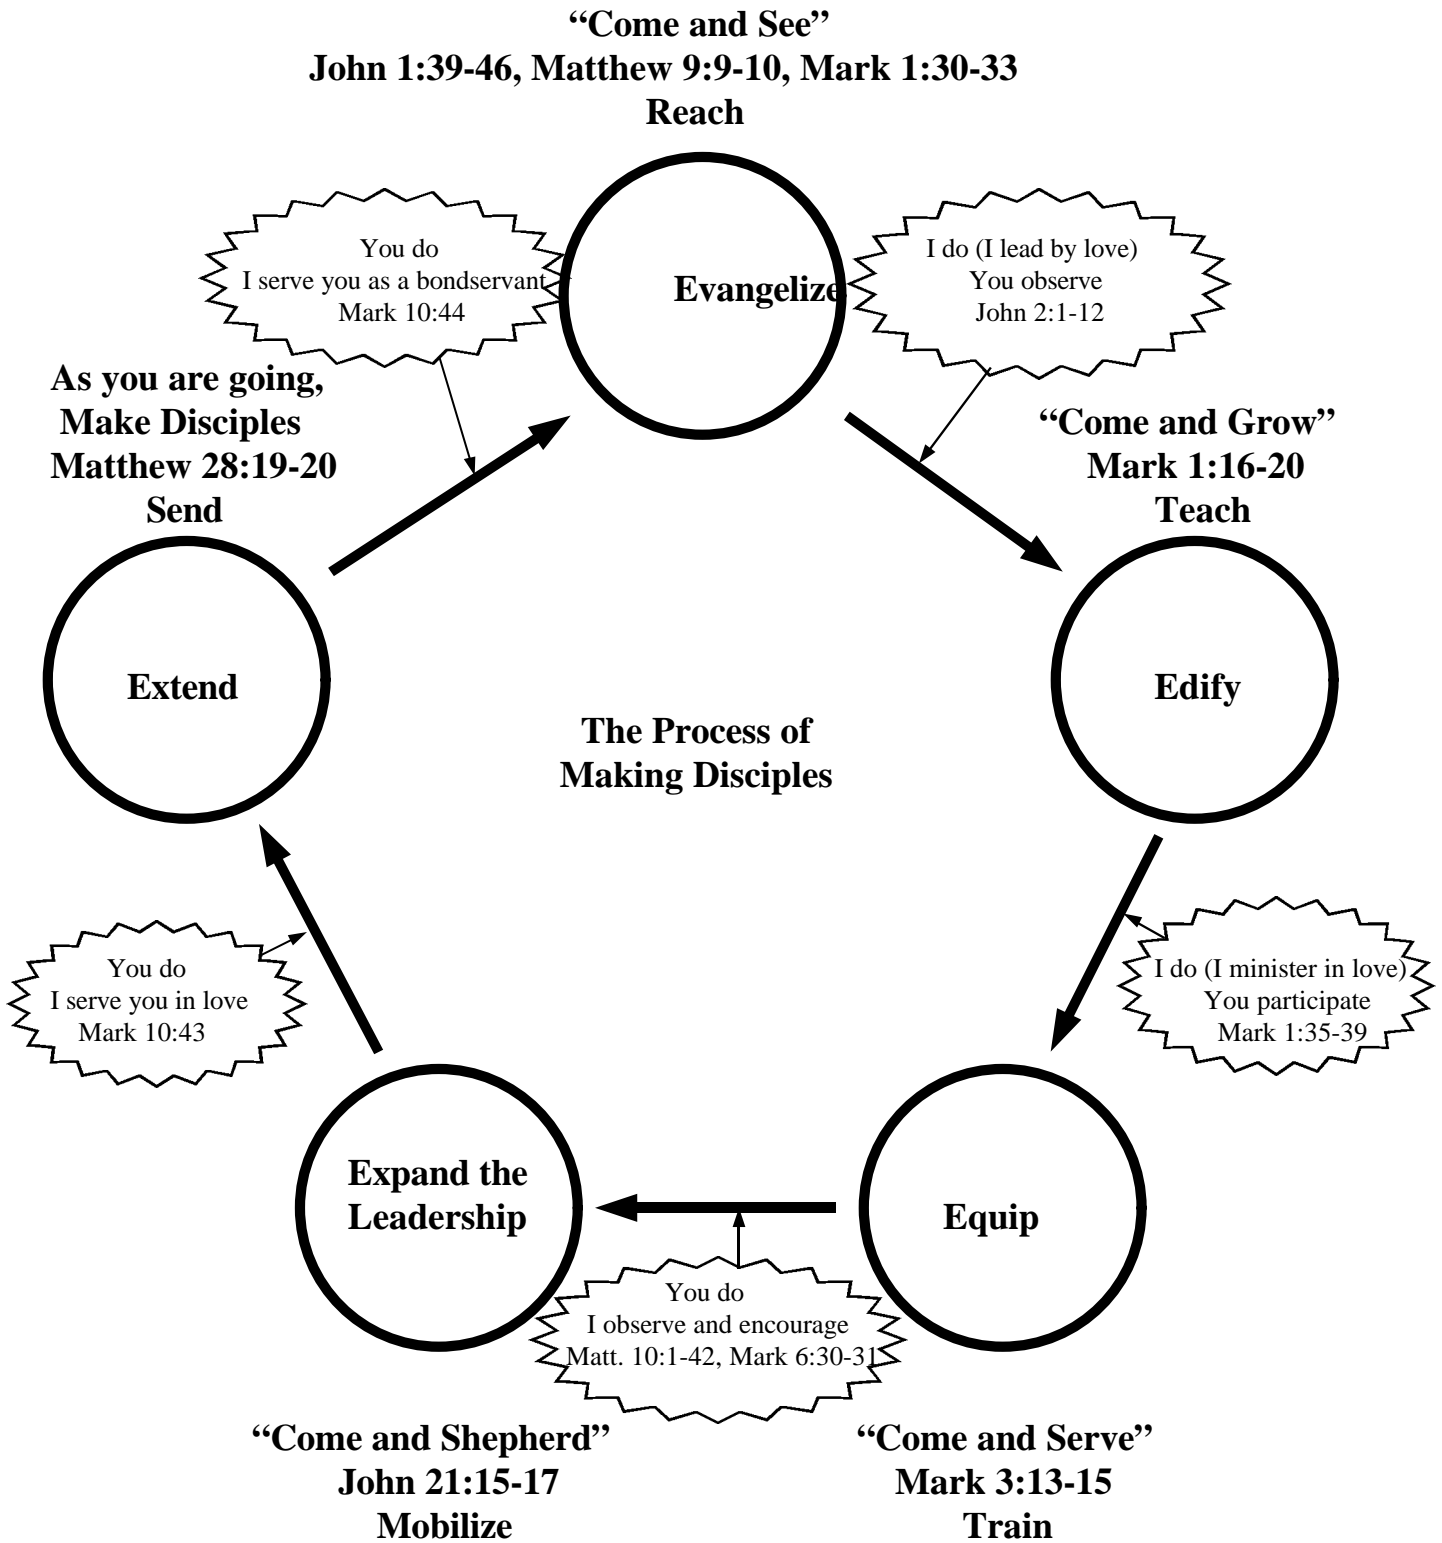 “Come and See”
John 1:39-46, Matthew 9:9-10, Mark 1:30-33
Reach
Evangelize
I do (I lead by love)
You observe
John 2:1-12
“Come and Grow”
Mark 1:16-20
Teach
Edify
I do (I minister in love)
You participate
Mark 1:35-39
Equip
“Come and Serve”
Mark 3:13-15
Train
You do
I observe and encourage
Matt. 10:1-42, Mark 6:30-31
Expand the
Leadership
“Come and Shepherd”
John 21:15-17
Mobilize
You do
I serve you in love
Mark 10:43
As you are going,
Make Disciples
Matthew 28:19-20
Send
Extend
You do
I serve you as a bondservant
Mark 10:44
The Process of
Making Disciples